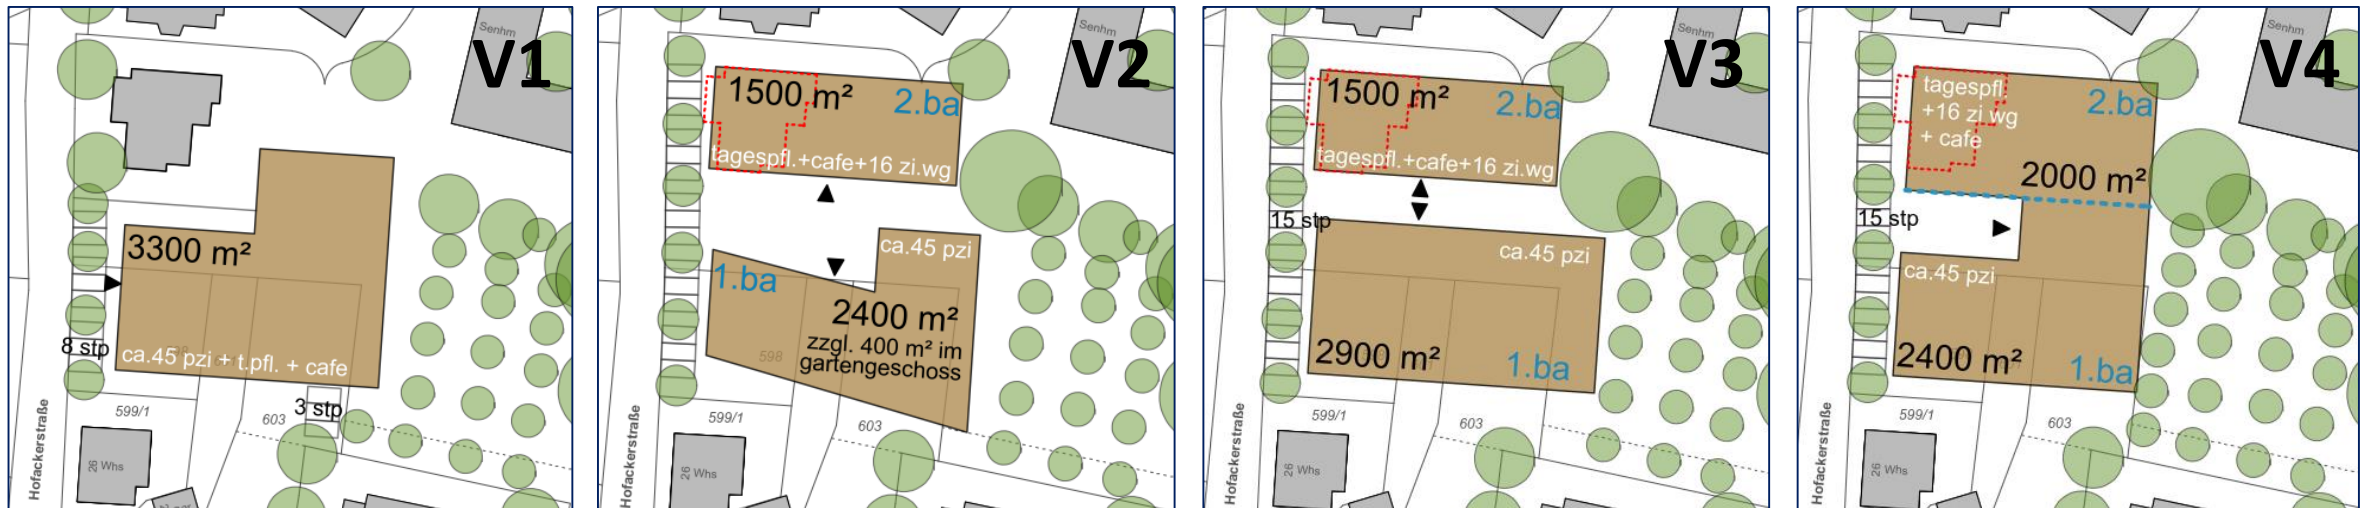 V1
Senhm
3300 m²
8 stp
ca.45 pzi + t.pfl. + cafe
3 stp
599/1
603
26 Whs
Hofackerstraße
V2
Senhm
1500 m²
2.ba
tagespfl.+cafe+16 zi.wg
ca.45 pzi
1.ba
2400 m²
zzgl. 400 m² im
gartengeschoss
598
599/1
603
26 Whs
Hofackerstraße
V3
Senhm
1500 m²
2.ba
tagespfl.+cafe+16 zi.wg
15 stp
ca.45 pzi
2900 m²
1.ba
599/1
603
26 Whs
Hofackerstraße
V4
Senhm
tagespfl.
+16 zi wg
+ cafe
2.ba
2000 m²
15 stp
ca.45 pzi
2400 m²
1.ba
599/1
603
26 Whs
Hofackerstraße